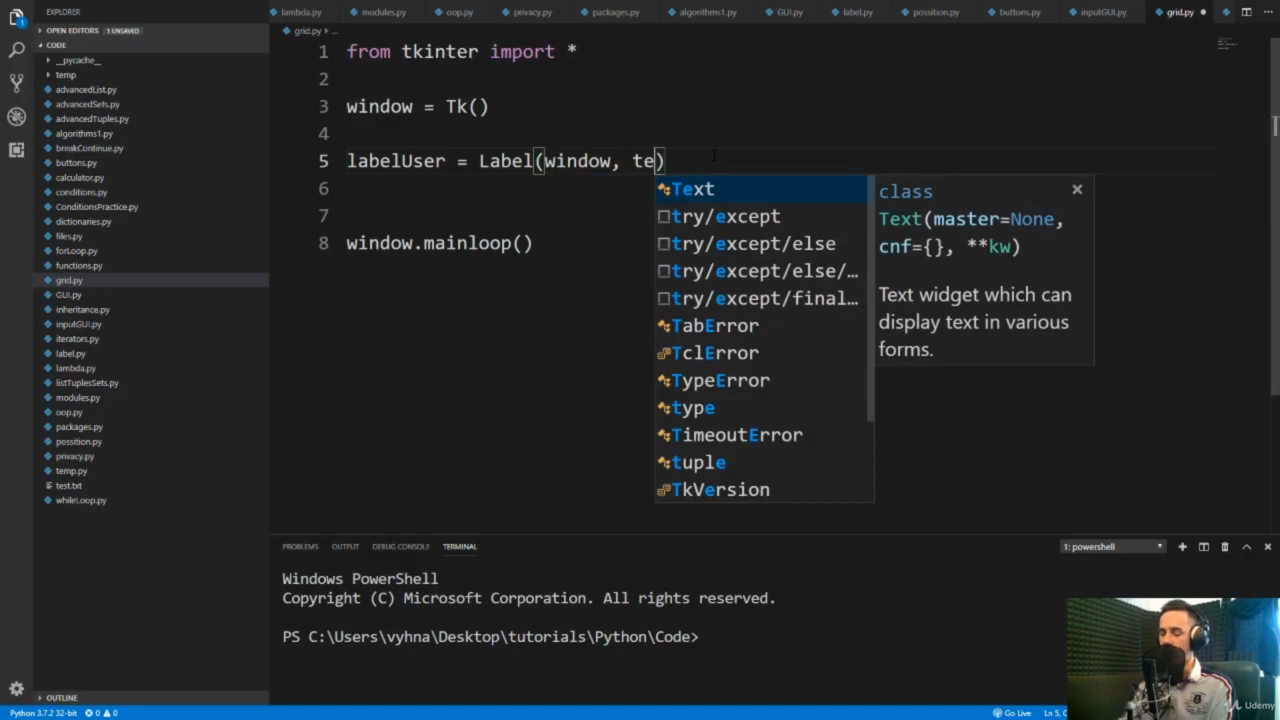 EXPLORER
OPEN EDITORS 1 UNSAVED
CODE
__pycache__
temp
advancedList.py
advancedSets.py
advancedTuples.py
algorithms1.py
breakContinue.py
buttons.py
calculator.py
conditions.py
ConditionsPractice.py
dictionaries.py
files.py
forLoop.py
functions.py
grid.py
GUI.py
inheritance.py
inputGUI.py
iterators.py
label.py
lambda.py
listTuplesSets.py
modules.py
oop.py
packages.py
possition.py
privacy.py
temp.py
test.txt
whileLoop.py
OUTLINE
lambda.py modules.py oop.py privacy.py packages.py algorithms1.py GUI.py label.py possition.py buttons.py inputGUI.py grid.py
grid.py > ...
1 from tkinter import *
2
3 window = Tk()
4
5 labelUser = Label(window, te)
6
7
8 window.mainloop()
Text
try/except
try/except/else
try/except/else/...
try/except/final...
TabError
TclError
TypeError
type
TimeoutError
tuple
TkVersion
class
Text(master=None,
cnf={}, **kw)
Text widget which can
display text in various
forms.
PROBLEMS OUTPUT DEBUG CONSOLE TERMINAL
1: powershell
Windows PowerShell
Copyright (C) Microsoft Corporation. All rights reserved.
PS C:\Users\vyhna\Desktop\tutorials\Python\Code>
Python 3.7.2 32-bit 0 0
Go Live Ln 5,
Udemy